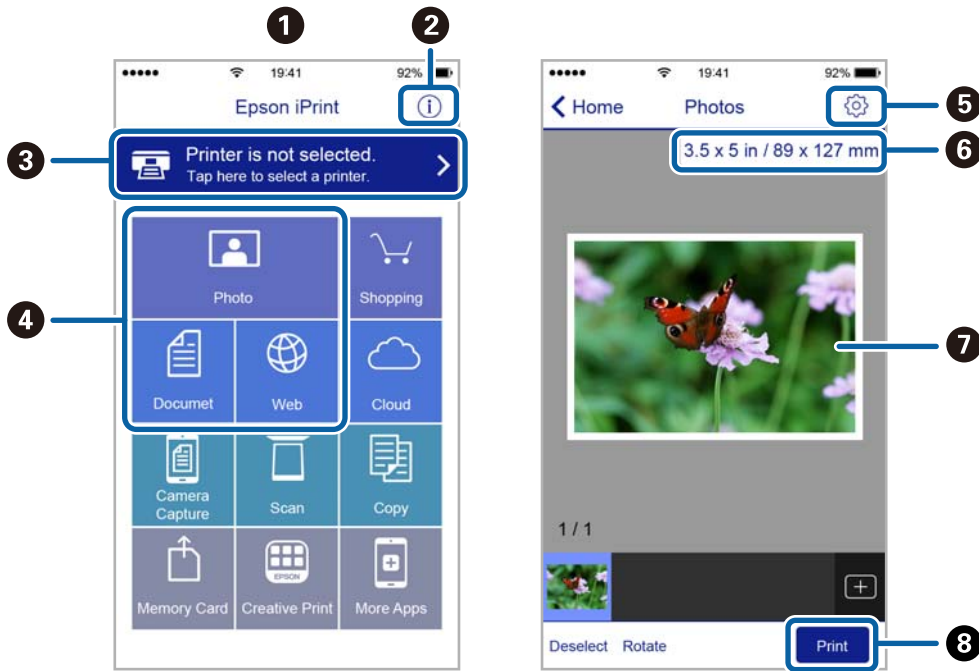 1
2
19:41
92%
Epson iPrint
i
3
Printer is not selected.
Tap here to select a printer.
4
Photo
Shopping
Documet
Web
Cloud
Camera
Capture
Scan
Copy
EPSON
Memory Card
Creative Print
More Apps
19:41
92%
Home
Photos
5
3.5 x 5 in / 89 x 127 mm
6
7
1 / 1
Deselect
Rotate
Print
8